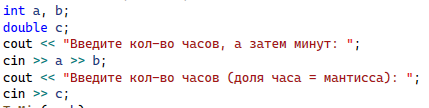 int a, b;
double c;
cout << "Введите кол-во часов, а затем минут: ";
cin >> a >> b;
cout << "Введите кол-во часов (доля часа = мантисса): ";
cin >> c;